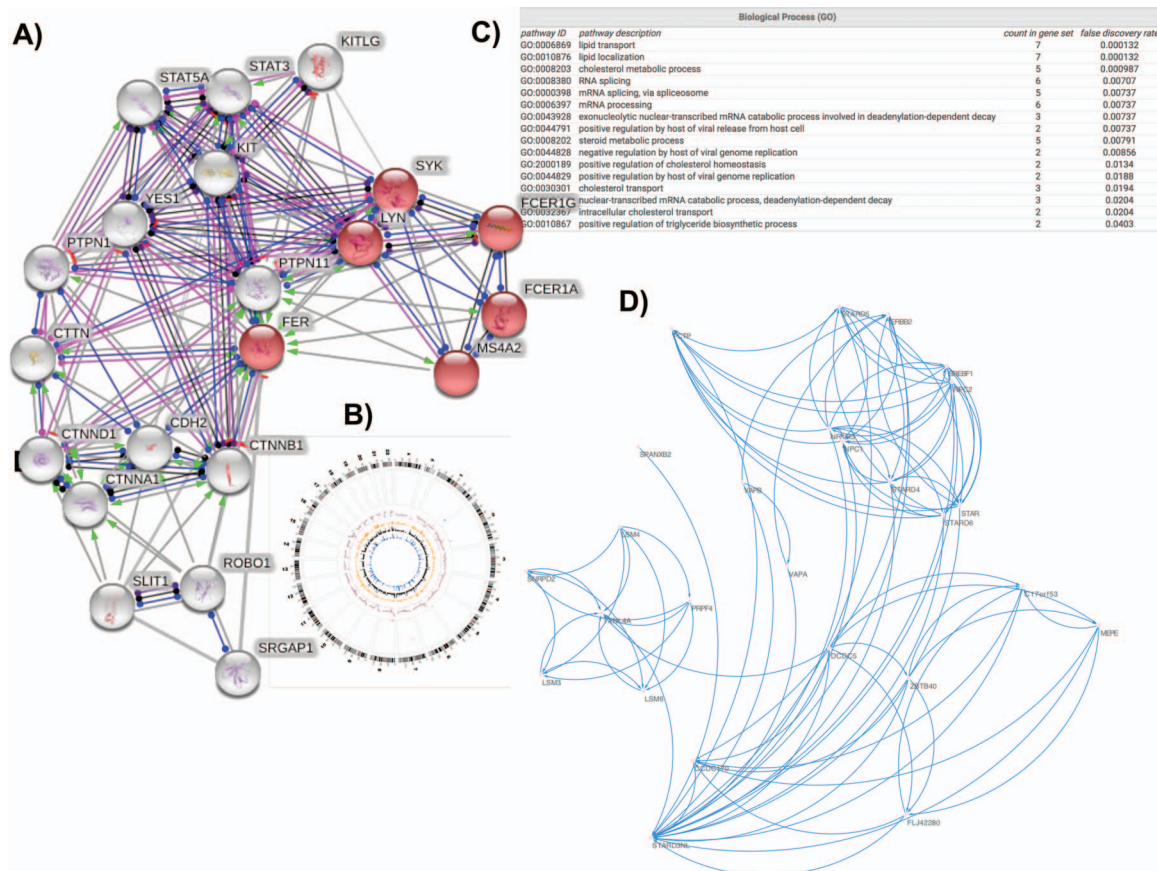 A)
KITLG
STAT3
STAT5A
KIT
SYK
FCER1G
YES1
LYN
PTPN1
PTPN11
FCER1A
FER
CTTN
MS4A2
B)
CDH2
CTNND1
CTNNB1
CTNNA1
ROBO1
SLIT1
SRGAP1
C)
Biological Process (GO)
pathway ID pathway description count in gene set false discovery rate
GO:0006869 lipid transport 7 0.000132
GO:0010876 lipid localization 7 0.000132
GO:0008203 cholesterol metabolic process 5 0.000987
GO:0008380 RNA splicing 6 0.00707
GO:0000398 mRNA splicing, via spliceosome 5 0.00737
GO:0006397 mRNA processing 6 0.00737
GO:0043928 exonucleolytic nuclear-transcribed mRNA catabolic process involved in deadenylation-dependent decay 3 0.00737
GO:0044791 positive regulation by host of viral release from host cell 2 0.00737
GO:0008202 steroid metabolic process 5 0.00791
GO:0044828 negative regulation by host of viral genome replication 2 0.00856
GO:2000189 positive regulation of cholesterol homeostasis 2 0.0134
GO:0044829 positive regulation by host of viral genome replication 2 0.0188
GO:0030301 cholesterol transport 3 0.0194
nuclear-transcribed mRNA catabolic process, deadenylation-dependent decay 3 0.0204
GO:0032367 intracellular cholesterol transport 2 0.0204
GO:0010867 positive regulation of triglyceride biosynthetic process 2 0.0403
D)
ERBB2
NPC2
SPANXB2
NPC1
VAPB
STARD4
STAR
STARD6
LSM4
VAPA
SNRPD2
C17orf53
PRPF4
MEPE
DCDC5
LSM3
ZBTB40
LSM6
FLJ42280
STARD3NL